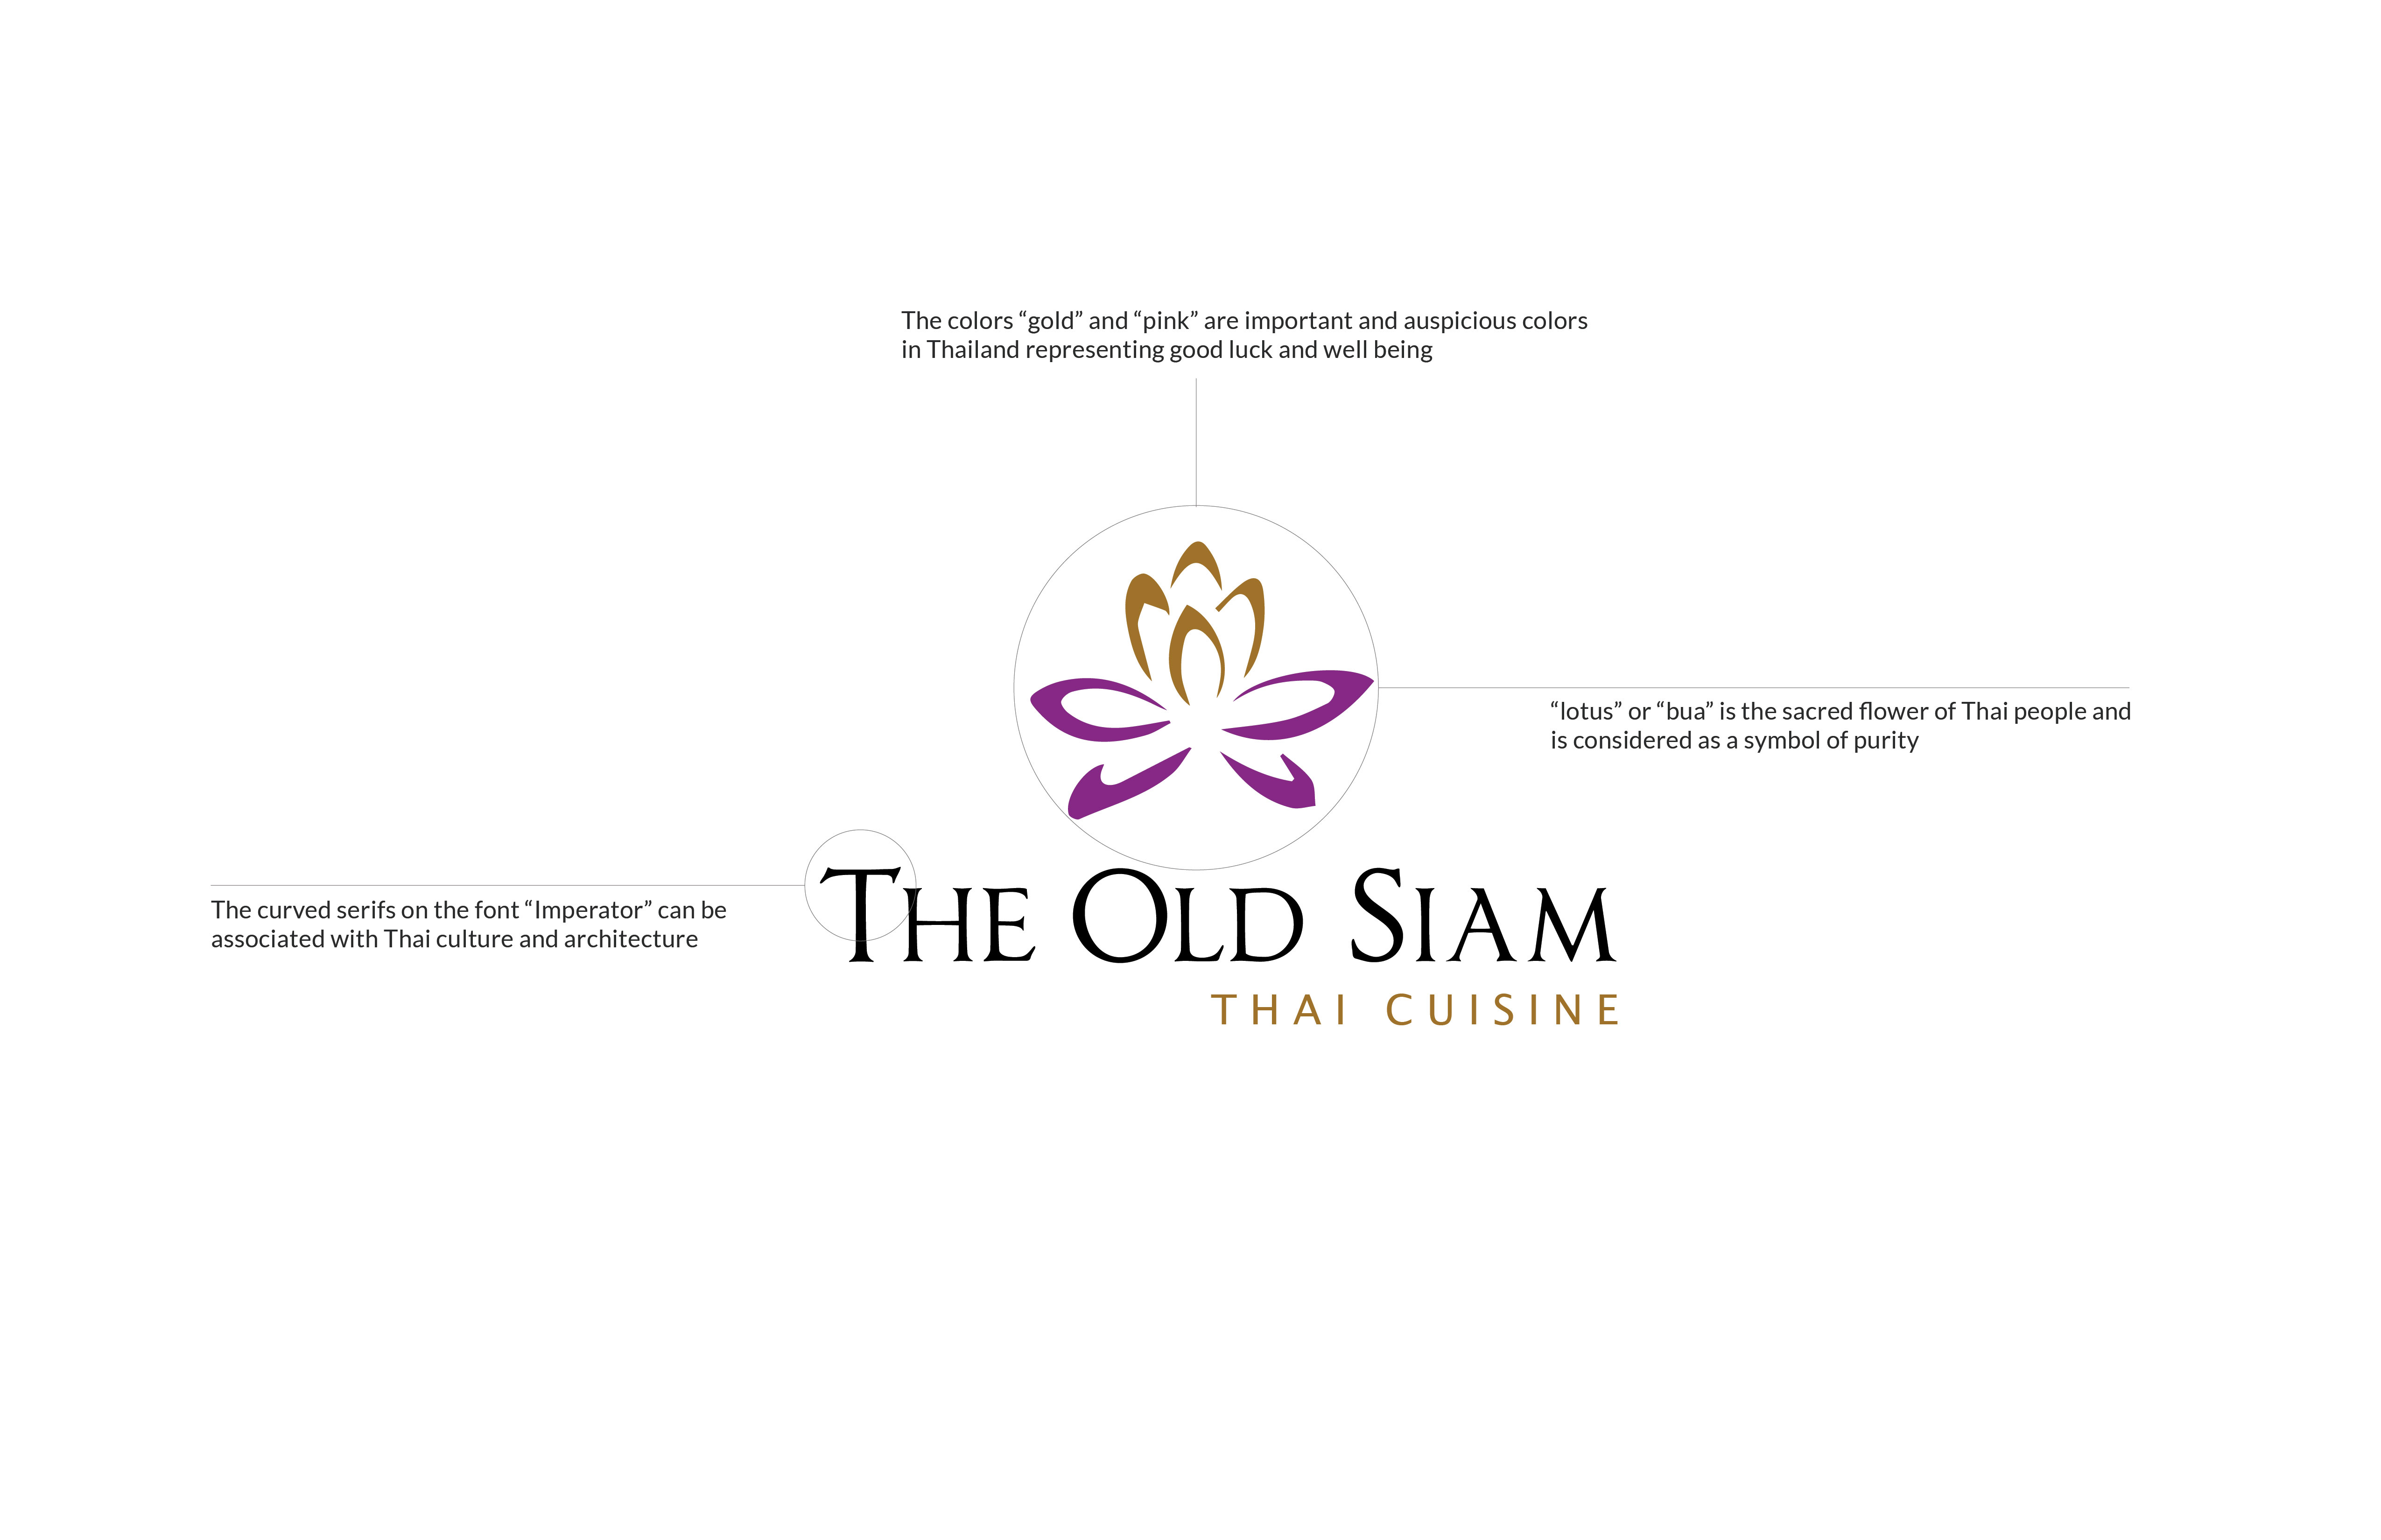 The colors “gold” and “pink” are important and auspicious colors
in Thailand representing good luck and well being
“lotus” or “bua” is the sacred flower of Thai people and
is considered as a symbol of purity
The curved serifs on the font “Imperator” can be
associated with Thai culture and architecture
THE OLD SIAM
THAI CUISINE